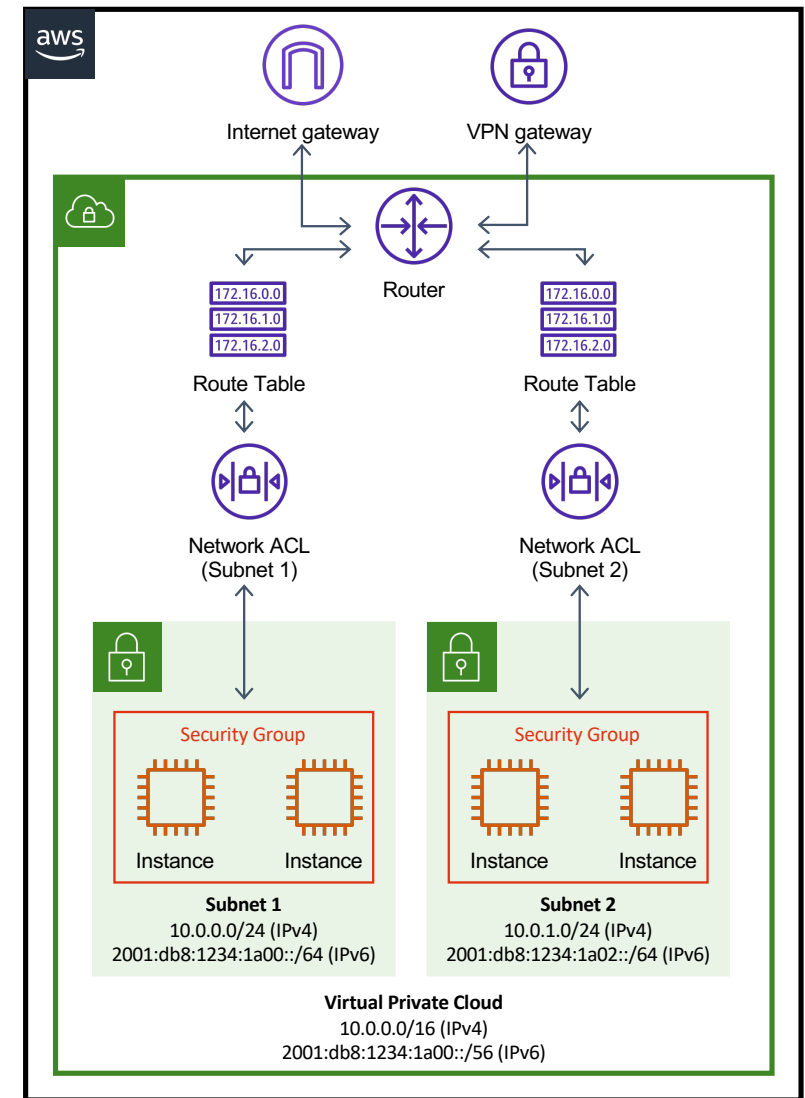 aws
Internet gateway
VPN gateway
Router
172.16.0.0
172.16.1.0
172.16.2.0
Route Table
172.16.0.0
172.16.1.0
172.16.2.0
Route Table
Network ACL
(Subnet 1)
Network ACL
(Subnet 2)
Security Group
Instance
Instance
Subnet 1
10.0.0.0/24 (IPv4)
2001:db8:1234:1a00::/64 (IPv6)
Security Group
Instance
Instance
Subnet 2
10.0.1.0/24 (IPv4)
2001:db8:1234:1a02::/64 (IPv6)
Virtual Private Cloud
10.0.0.0/16 (IPv4)
2001:db8:1234:1a00::/56 (IPv6)